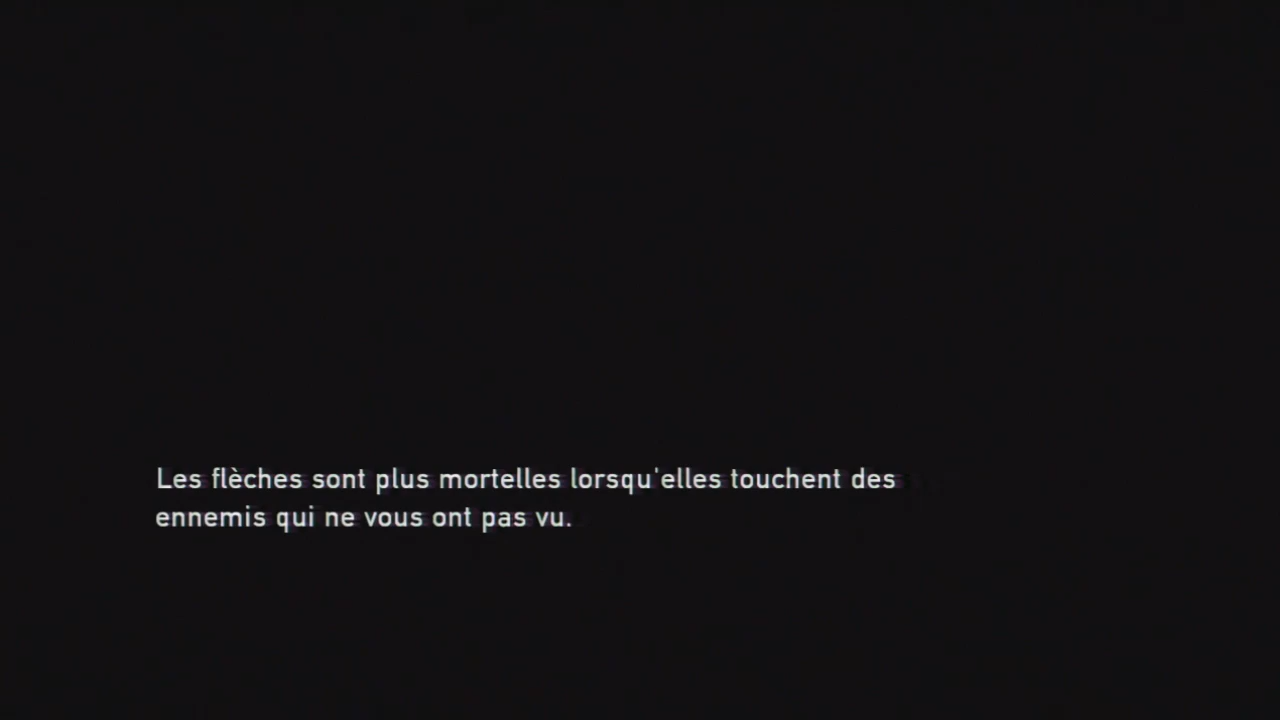 Les flèches sont plus mortelles lorsqu'elles touchent des
ennemis qui ne vous ont pas vu.